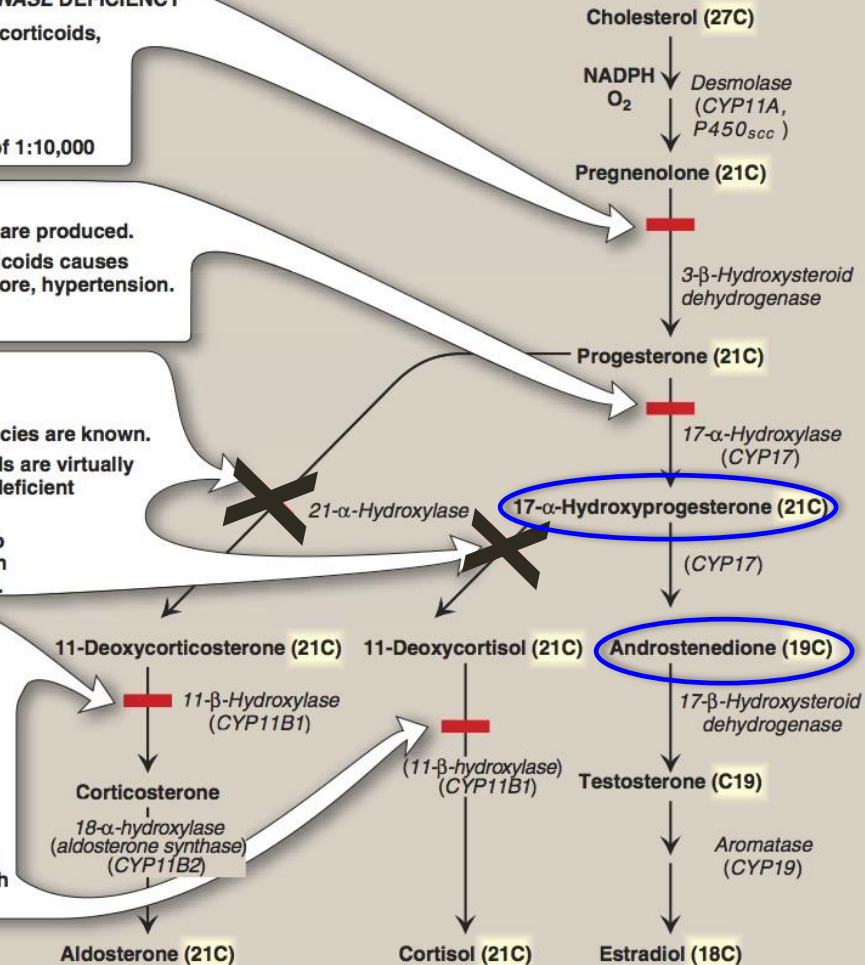 DEFICIENCY
corticoids,
of 1:10,000
are produced.
coids causes
ore, hypertension.
cies are known.
ls are virtually
deficient
Cholesterol (27C)
NADPH
O₂
Desmolase
(CYP11A,
P450scc )
Pregnenolone (21C)
3-β-Hydroxysteroid
dehydrogenase
Progesterone (21C)
17-α-Hydroxylase
(CYP17)
21-α-Hydroxylase
17-α-Hydroxyprogesterone (21C)
(CYP17)
11-Deoxycorticosterone (21C)
11-Deoxycortisol (21C)
Androstenedione (19C)
11-β-Hydroxylase
(CYP11B1)
(11-β-hydroxylase)
(CYP11B1)
17-β-Hydroxysteroid
dehydrogenase
Corticosterone
Testosterone (C19)
18-α-hydroxylase
(aldosterone synthase)
(CYP11B2)
Aromatase
(CYP19)
Aldosterone (21C)
Cortisol (21C)
Estradiol (18C)